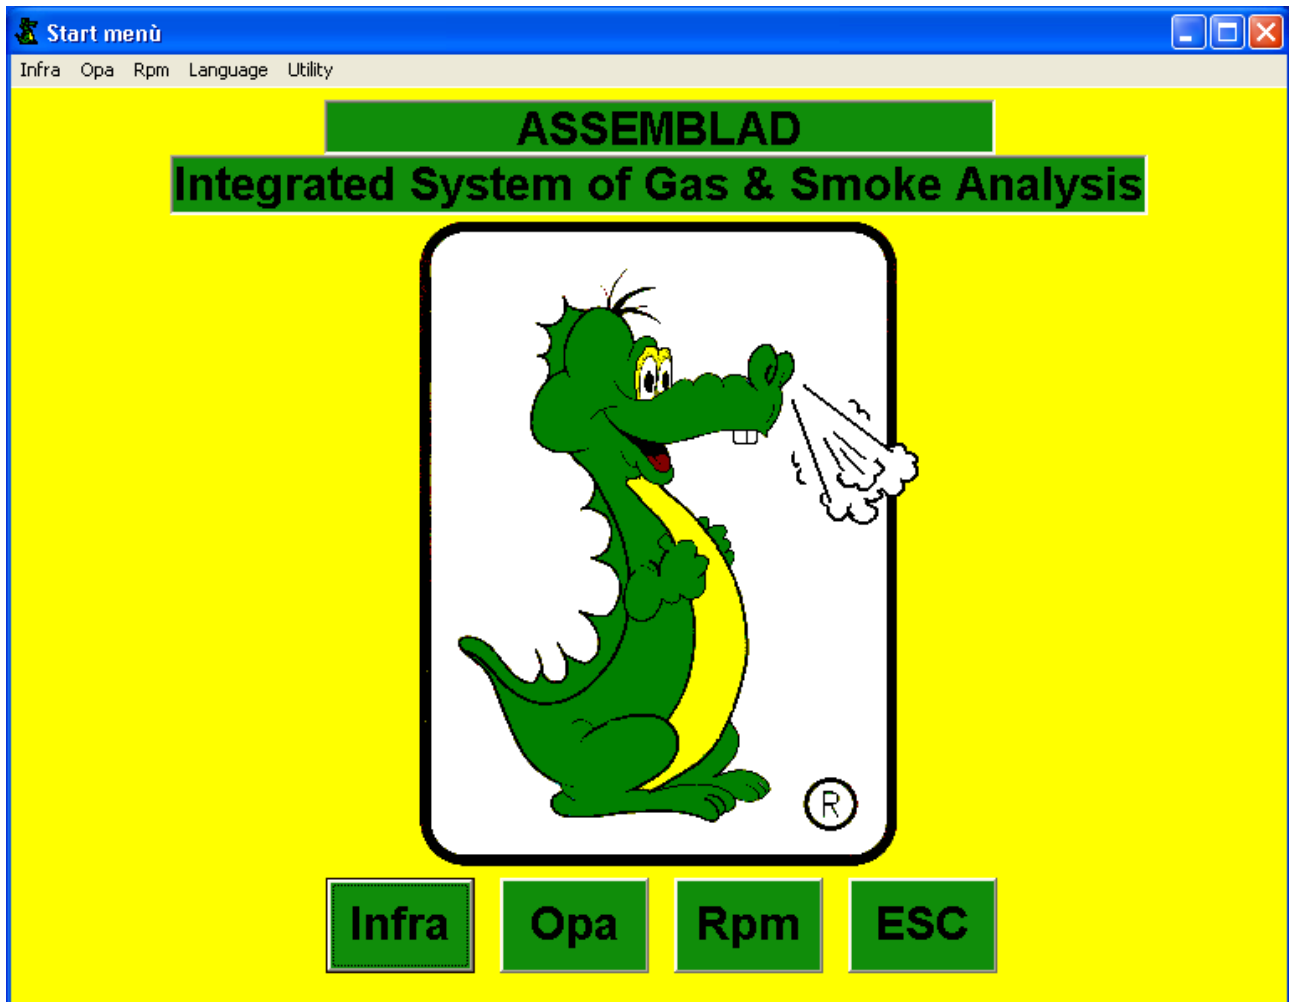 Start menù
Infra Opa Rpm Language Utility
ASSEMBLAD
Integrated System of Gas & Smoke Analysis
R
Infra Opa Rpm ESC